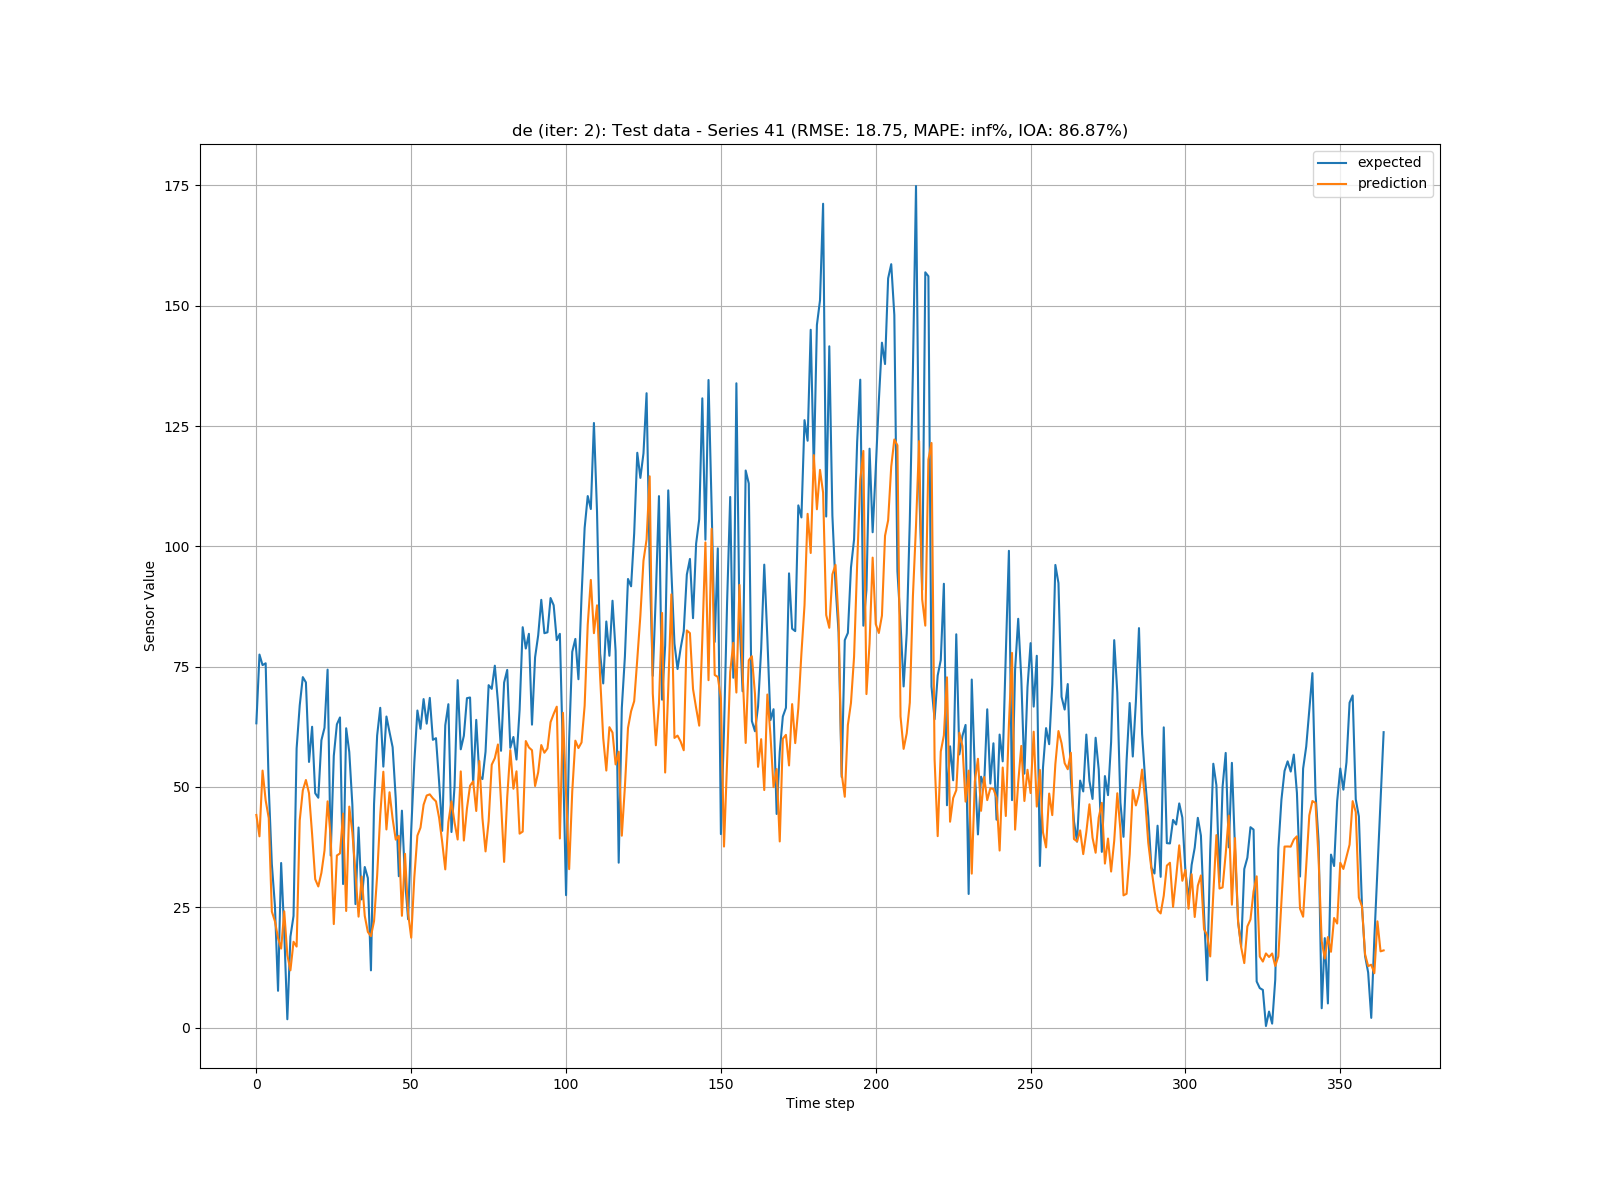 de (iter: 2): Test data - Series 41 (RMSE: 18.75, MAPE: inf%, IOA: 86.87%)
expected
prediction
175
150
125
100
75
50
25
0
Sensor Value
0 50 100 150 200 250 300 350
Time step